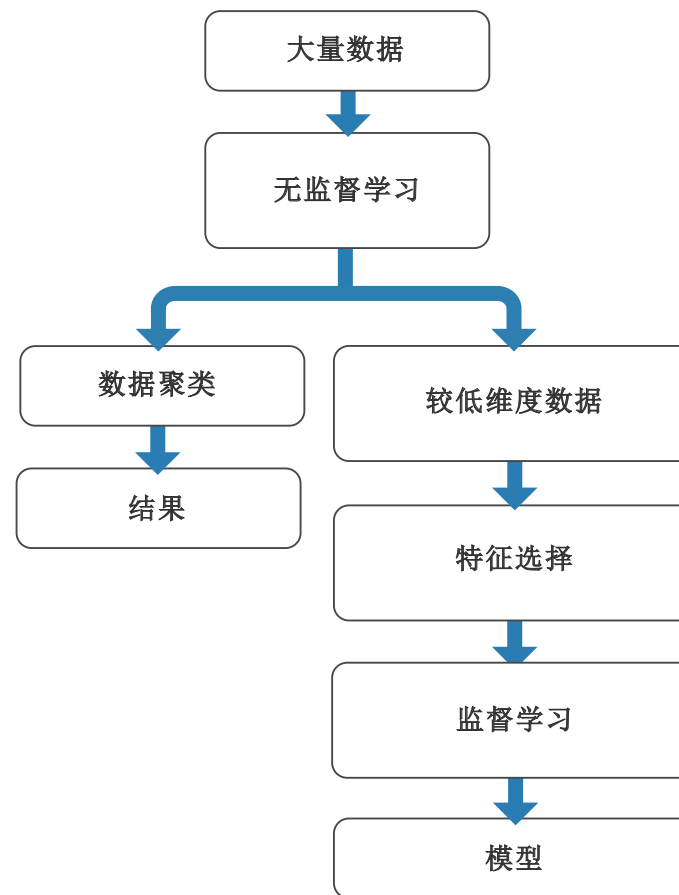 大量数据
无监督学习
数据聚类
较低维度数据
结果
特征选择
监督学习
模型